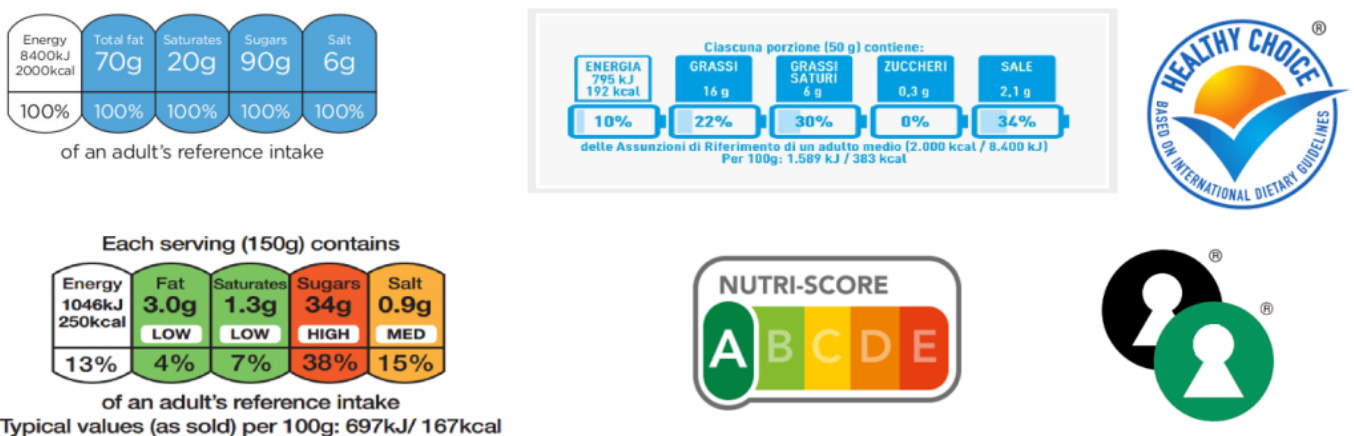 Energy Total fat Saturates Sugars Salt
8400kJ 70g 20g 90g 6g
2000kcal
100% 100% 100% 100% 100%
of an adult's reference intake
Ciascuna porzione (50 g) contiene:
ENERGIA GRASSI GRASSI ZUCCHERI SALE
795 kJ SATURI
192 kcal 16 g 6 g 0,3 g 2,1 g
10% 22% 30% 0% 34%
delle Assunzioni di Riferimento di un adulto medio (2.000 kcal / 8.400 kJ)
Per 100g: 1.589 kJ / 383 kcal
®
HEALTHY CHOICE
BASED ON INTERNATIONAL DIETARY GUIDELINES
Each serving (150g) contains
Energy Fat Saturates Sugars Salt
1046kJ 3.0g 1.3g 34g 0.9g
250kcal LOW LOW HIGH MED
13% 4% 7% 38% 15%
of an adult's reference intake
Typical values (as sold) per 100g: 697kJ/ 167kcal
NUTRI-SCORE
A B C D E
®
®